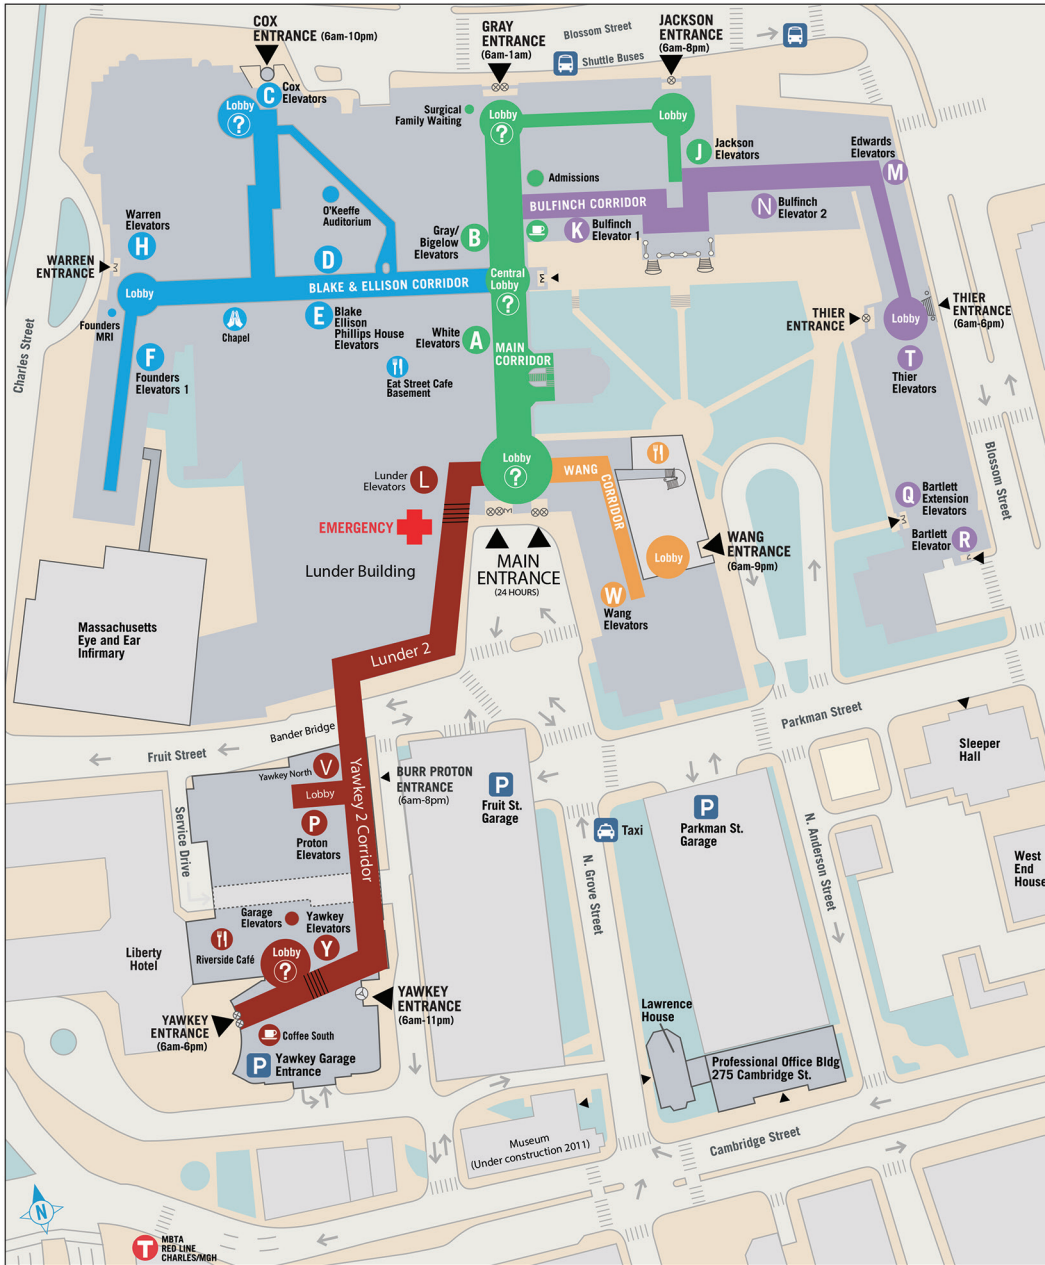 COX
ENTRANCE (6am-10pm)
GRAY
ENTRANCE
(6am-1am)
Blossom Street
JACKSON
ENTRANCE
(6am-8pm)
Shuttle Buses
C
Cox
Elevators
Lobby
?
Surgical
Family Waiting
Lobby
?
Lobby
J
Jackson
Elevators
Edwards
Elevators
M
Admissions
O'Keeffe
Auditorium
BULFINCH CORRIDOR
N
Bulfinch
Elevator 2
K
Bulfinch
Elevator 1
Warren
Elevators
H
Gray/
Bigelow
Elevators
B
D
WARREN
ENTRANCE
Lobby
BLAKE & ELLISON CORRIDOR
Central
Lobby
?
THIER
ENTRANCE
(6am-6pm)
THIER
ENTRANCE
Lobby
Founders
MRI
Chapel
E
Blake
Ellison
Phillips House
Elevators
White
Elevators
A
MAIN
CORRIDOR
T
Thier
Elevators
Charles Street
F
Founders
Elevators 1
Eat Street Cafe
Basement
Lobby
?
WANG
CORRIDOR
Lunder
Elevators
L
Blossom Street
Q
Bartlett
Extension
Elevators
EMERGENCY
Bartlett
Elevator
R
WANG
ENTRANCE
(6am-9pm)
Lobby
MAIN
ENTRANCE
(24 HOURS)
Lunder Building
W
Wang
Elevators
Massachusetts
Eye and Ear
Infirmary
Lunder 2
Parkman Street
Bander Bridge
Fruit Street
Sleeper
Hall
Yawkey North
V
Lobby
BURR PROTON
ENTRANCE
(6am-8pm)
P
Fruit St.
Garage
P
Parkman St.
Garage
Taxi
P
Proton
Elevators
Yawkey 2 Corridor
Service Drive
N. Grove Street
N. Anderson Street
West
End
House
Garage
Elevators
Yawkey
Elevators
Y
Riverside Café
Lobby
?
Liberty
Hotel
YAWKEY
ENTRANCE
(6am-11pm)
YAWKEY
ENTRANCE
(6am-6pm)
Coffee South
Lawrence
House
P
Yawkey Garage
Entrance
Professional Office Bldg
275 Cambridge St.
Museum
(Under construction 2011)
Cambridge Street
N
T
MBTA
RED LINE
CHARLES/MGH